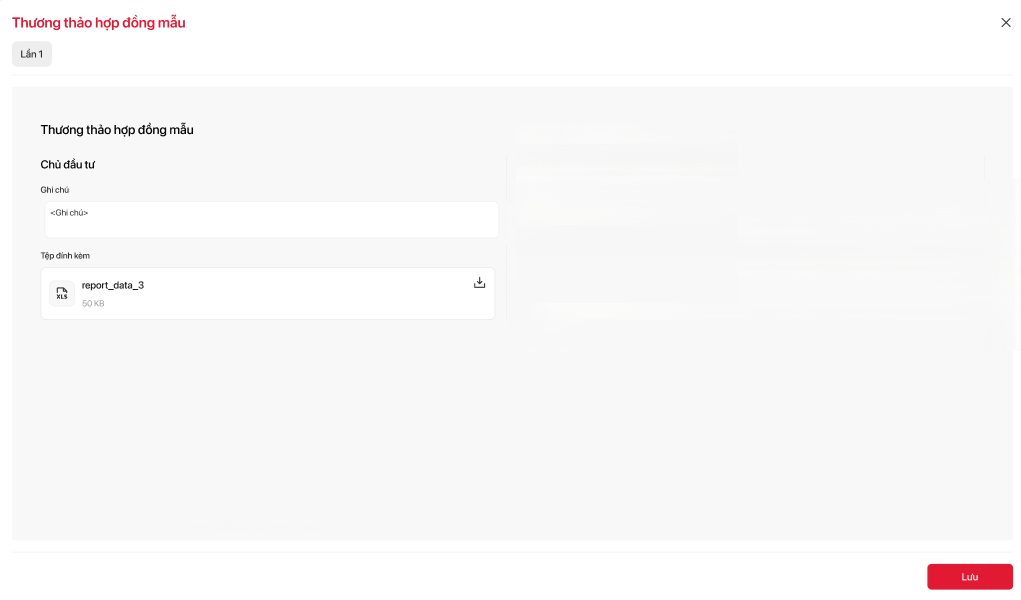 Thương thảo hợp đồng mẫu
Lần 1
Thương thảo hợp đồng mẫu
Chủ đầu tư
Ghi chú
<Ghi chú>
Tệp đính kèm
report_data_3
XLS
50 KB
Lưu